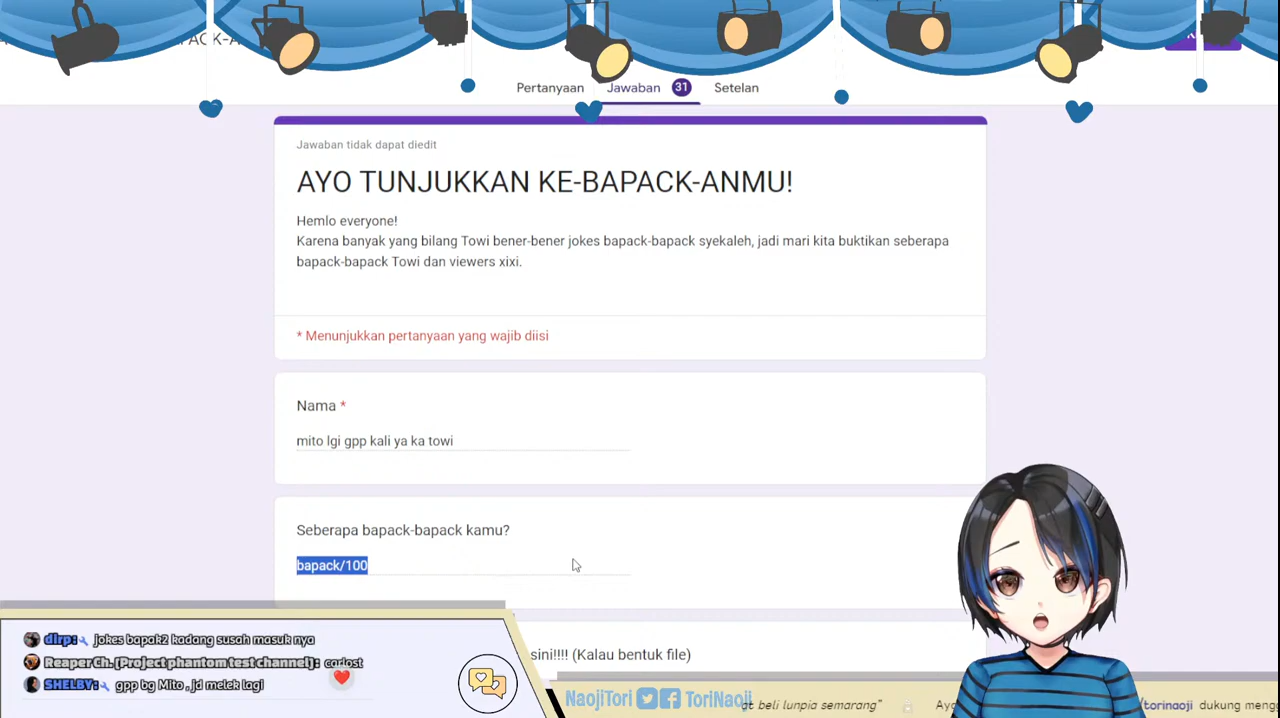 Pertanyaan Jawaban 31 Setelan
Jawaban tidak dapat diedit
AYO TUNJUKKAN KE-BAPACK-ANMU!
Hemlo everyone!
Karena banyak yang bilang Towi bener-bener jokes bapack-bapack syekaleh, jadi mari kita buktikan seberapa
bapack-bapack Towi dan viewers xixi.
* Menunjukkan pertanyaan yang wajib diisi
Nama *
mito lgi gpp kali ya ka towi
Seberapa bapack-bapack kamu?
bapack/100
sini!!!! (Kalau bentuk file)
dirp: jokes bapak2 kadang susah masuk nya
ReaperCh. (Project phantom test channel): carlost
SHELBY: gpp bg Mito , jd melek lagi
NaojiTori ToriNaoji
at beli lunpia semarang"
/torinaoji dukung